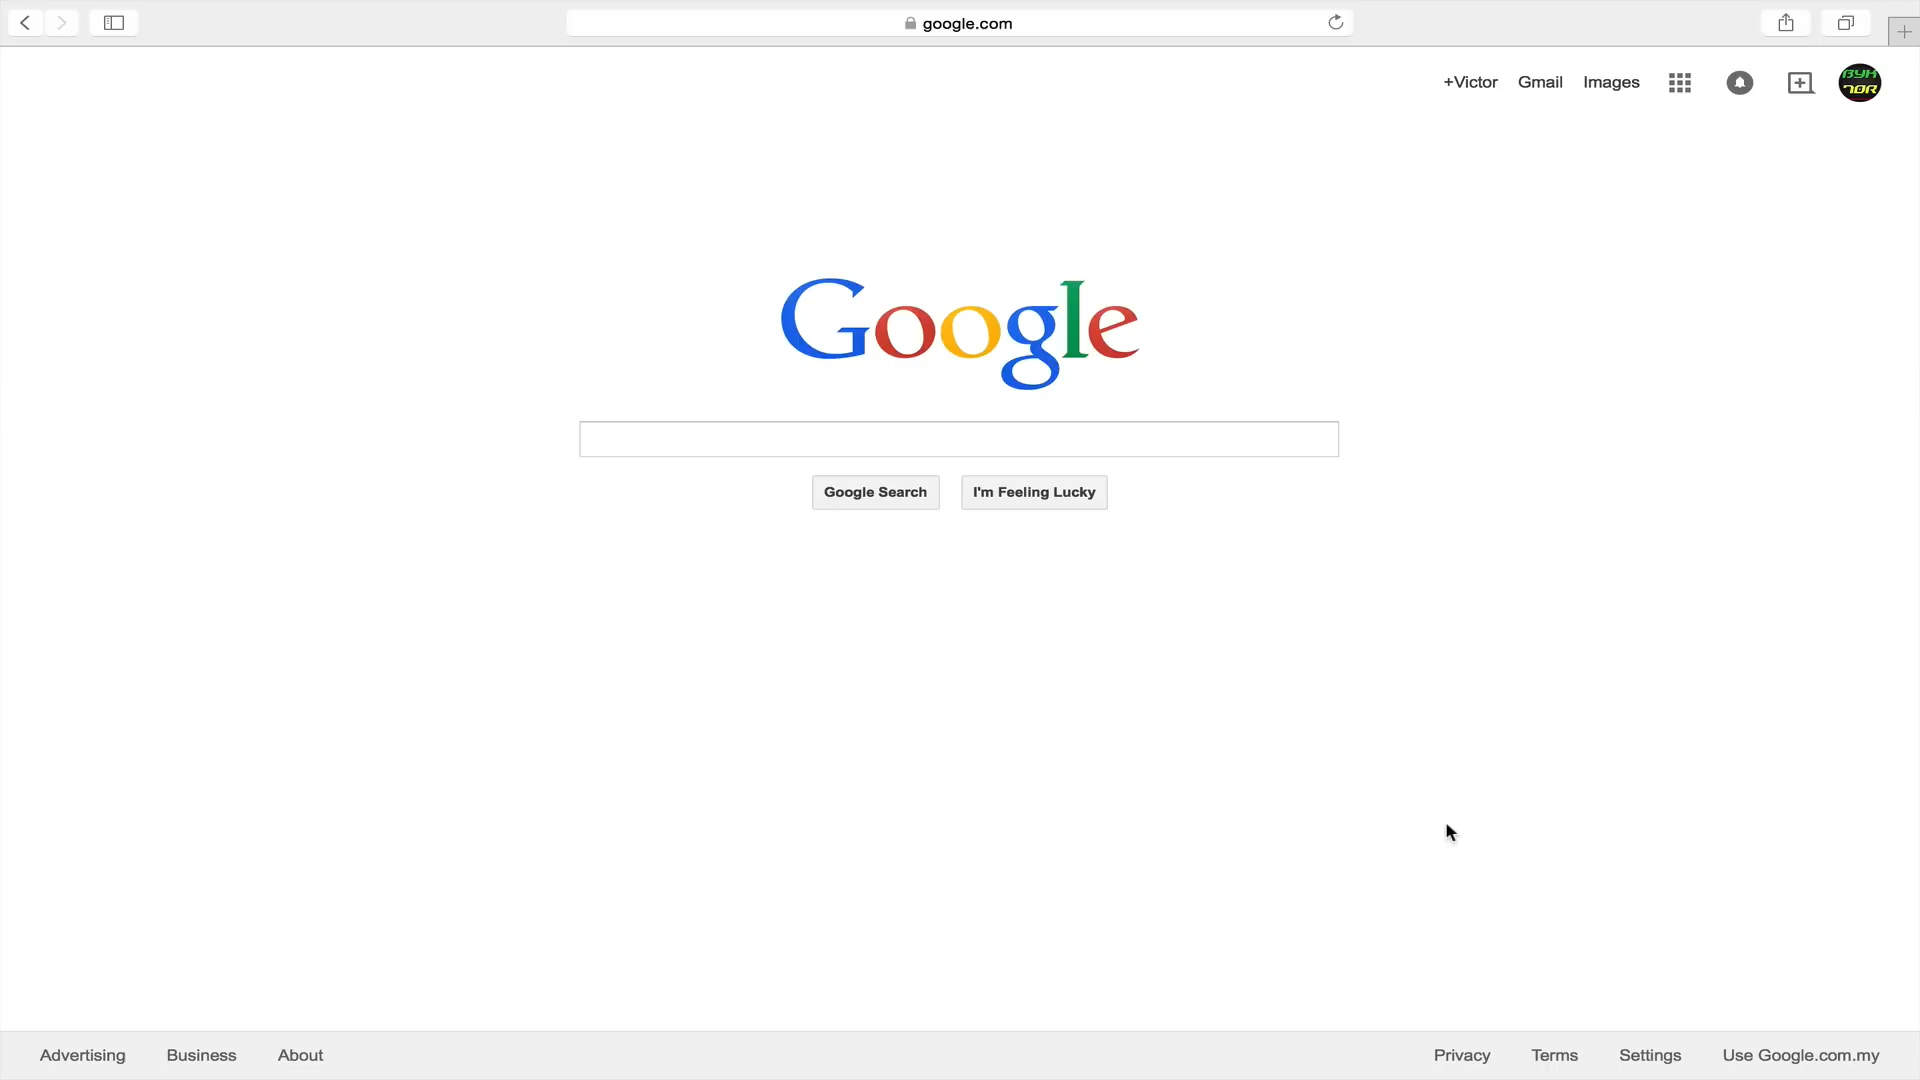 google.com
+Victor Gmail Images
Google
Google Search I'm Feeling Lucky
Advertising Business About Privacy Terms Settings Use Google.com.my